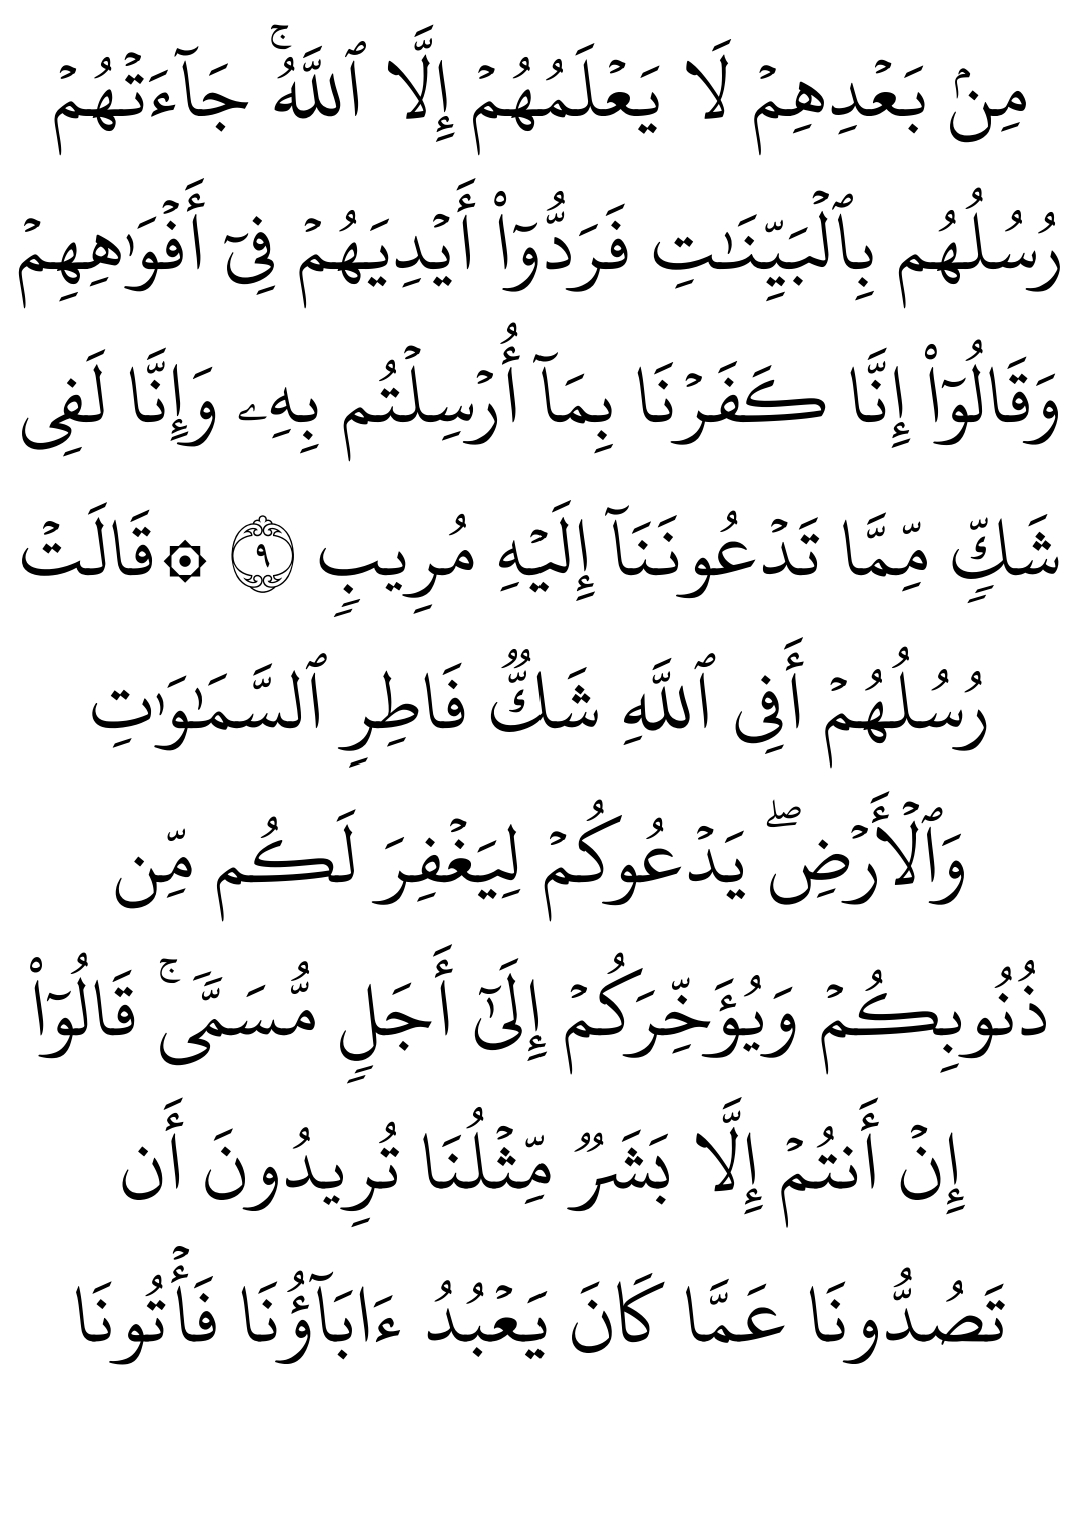 مِنۢ بَعۡدِهِمۡ لَا يَعۡلَمُهُمۡ إِلَّا ٱللَّهُۚ جَآءَتۡهُمۡ
رُسُلُهُم بِٱلۡبَيِّنَٰتِ فَرَدُّوٓاْ أَيۡدِيَهُمۡ فِيٓ أَفۡوَٰهِهِمۡ
وَقَالُوٓاْ إِنَّا كَفَرۡنَا بِمَآ أُرۡسِلۡتُم بِهِۦ وَإِنَّا لَفِي
شَكّٖ مِّمَّا تَدۡعُونَنَآ إِلَيۡهِ مُرِيبٖ ٩ ۞قَالَتۡ
رُسُلُهُمۡ أَفِي ٱللَّهِ شَكّٞ فَاطِرِ ٱلسَّمَٰوَٰتِ
وَٱلۡأَرۡضِۖ يَدۡعُوكُمۡ لِيَغۡفِرَ لَكُم مِّن
ذُنُوبِكُمۡ وَيُؤَخِّرَكُمۡ إِلَىٰٓ أَجَلٖ مُّسَمّٗىۚ قَالُوٓاْ
إِنۡ أَنتُمۡ إِلَّا بَشَرٞ مِّثۡلُنَا تُرِيدُونَ أَن
تَصُدُّونَا عَمَّا كَانَ يَعۡبُدُ ءَابَآؤُنَا فَأۡتُونَا